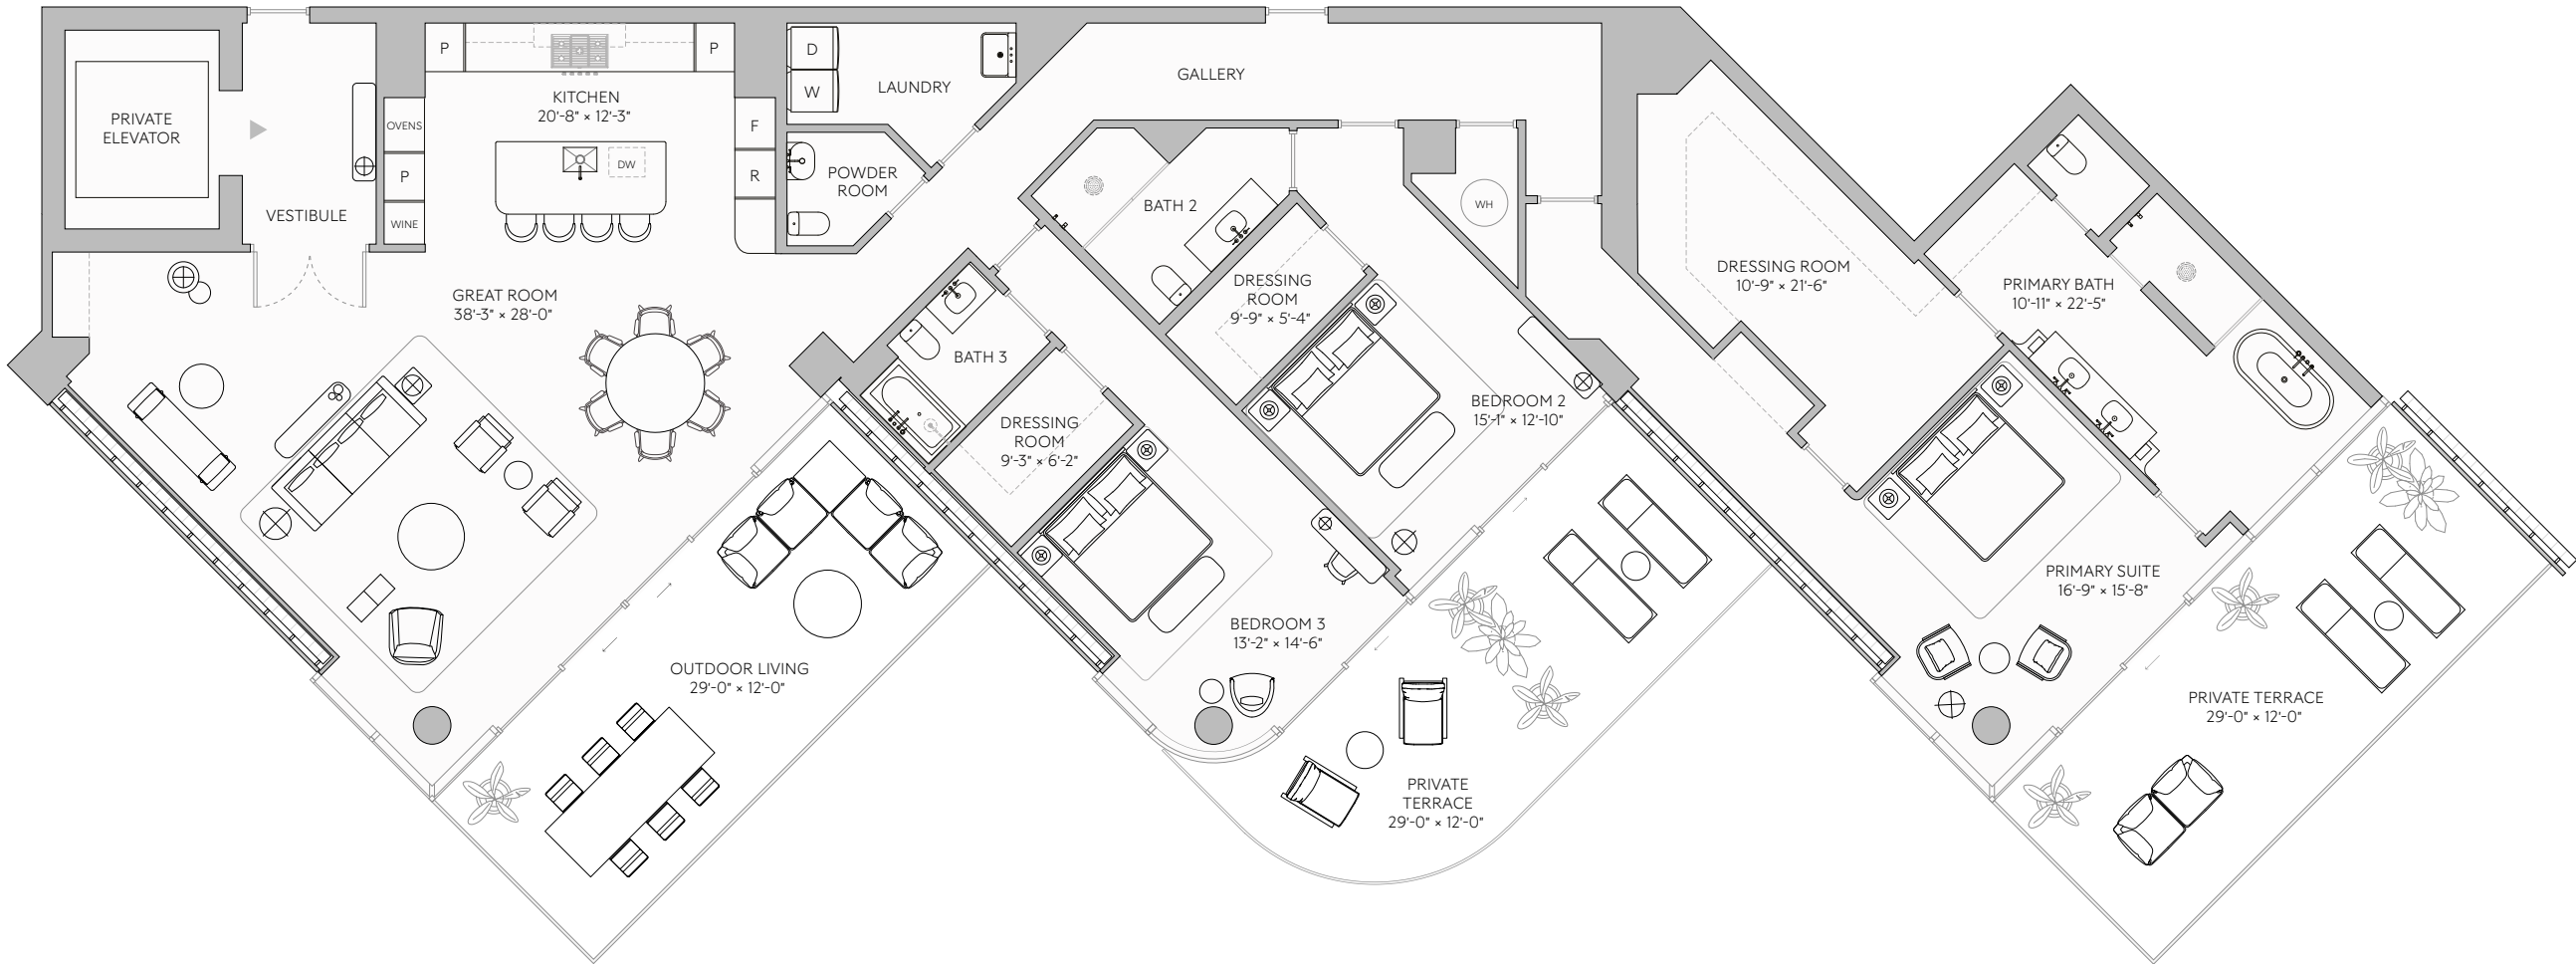 PRIVATE
ELEVATOR
VESTIBULE
P
P
KITCHEN
20'-8" × 12'-3"
OVENS
P
WINE
DW
F
R
D
W
LAUNDRY
POWDER
ROOM
GALLERY
GREAT ROOM
38'-3" × 28'-0"
BATH 2
WH
DRESSING
ROOM
9'-9" × 5'-4"
BATH 3
DRESSING
ROOM
9'-3" × 6'-2"
BEDROOM 2
15'-1" × 12'-10"
BEDROOM 3
13'-2" × 14'-6"
DRESSING ROOM
10'-9" × 21'-6"
PRIMARY BATH
10'-11" × 22'-5"
PRIMARY SUITE
16'-9" × 15'-8"
OUTDOOR LIVING
29'-0" × 12'-0"
PRIVATE
TERRACE
29'-0" × 12'-0"
PRIVATE TERRACE
29'-0" × 12'-0"